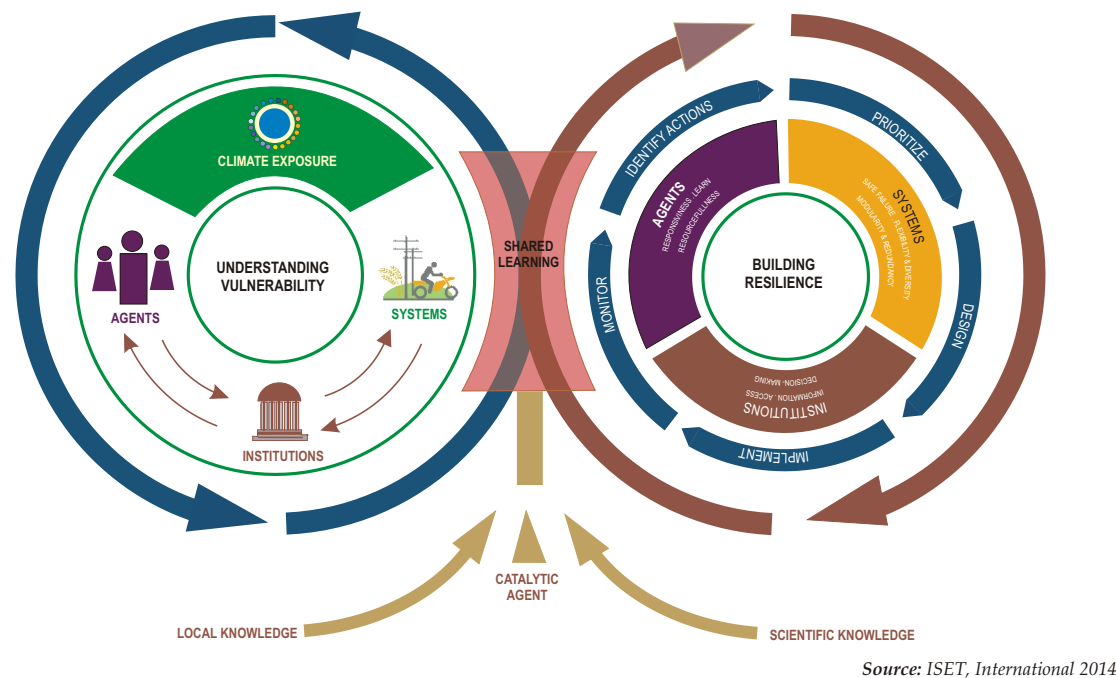 CLIMATE EXPOSURE
AGENTS
UNDERSTANDING
VULNERABILITY
SYSTEMS
INSTITUTIONS
SHARED
LEARNING
IDENTIFY ACTIONS
PRIORITIZE
DESIGN
IMPLEMENT
MONITOR
AGENTS
RESPONSIVINESS . LEARN
RESOURCEFULLNESS
SYSTEMS
SAFE FAILURE . FLEXIBILITY & DIVERSITY
MODULARITY & REDUNDANCY
BUILDING
RESILIENCE
INSTITUTIONS
INFORMATION . ACCESS
DECISION- MAKING
CATALYTIC
AGENT
LOCAL KNOWLEDGE
SCIENTIFIC KNOWLEDGE
Source: ISET, International 2014